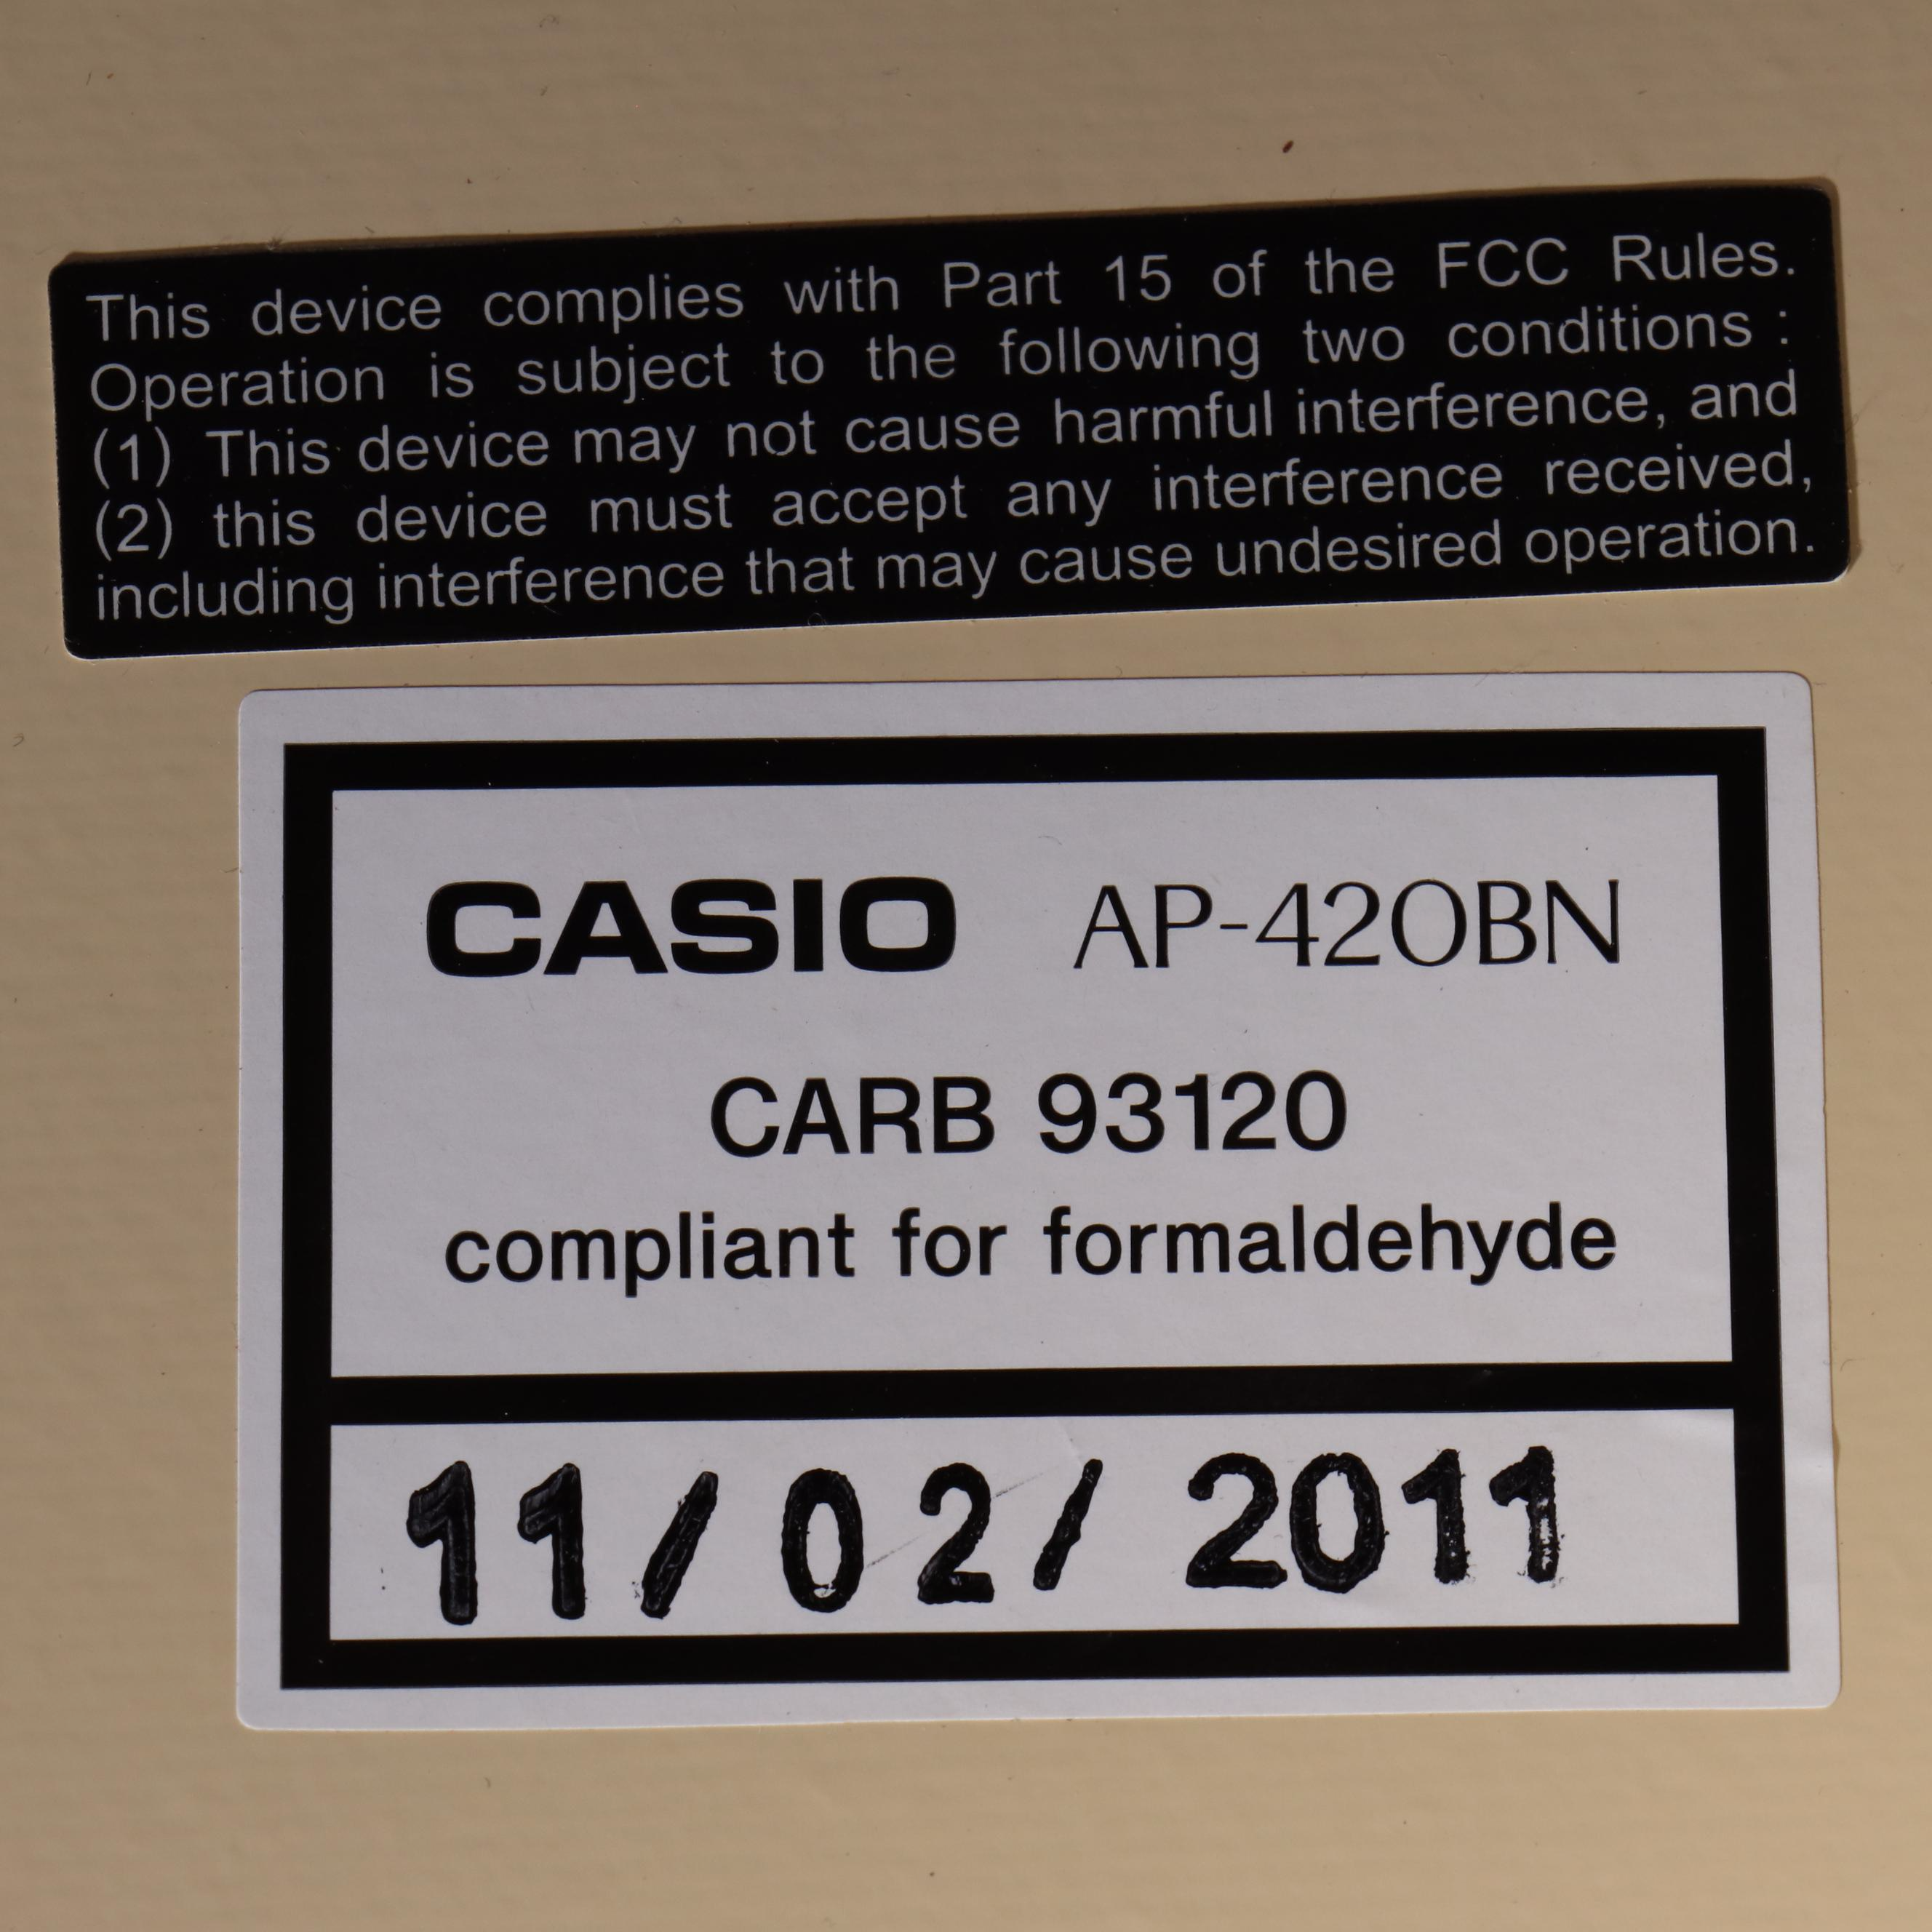 This device complies with Part 15 of the FCC Rules.
Operation is subject to the following two conditions :
(1) This device may not cause harmful interference, and
(2) this device must accept any interference received,
including interference that may cause undesired operation.
CASIO AP-420BN
CARB 93120
compliant for formaldehyde
11/02/2011